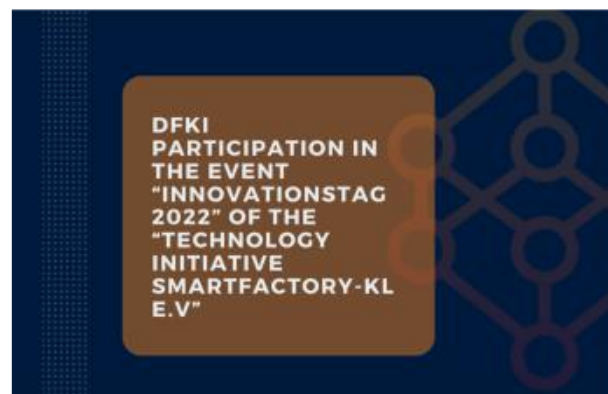 DFKI
PARTICIPATION IN
THE EVENT
“INNOVATIONSTAG
2022” OF THE
“TECHNOLOGY
INITIATIVE
SMARTFACTORY-KL
E.V”